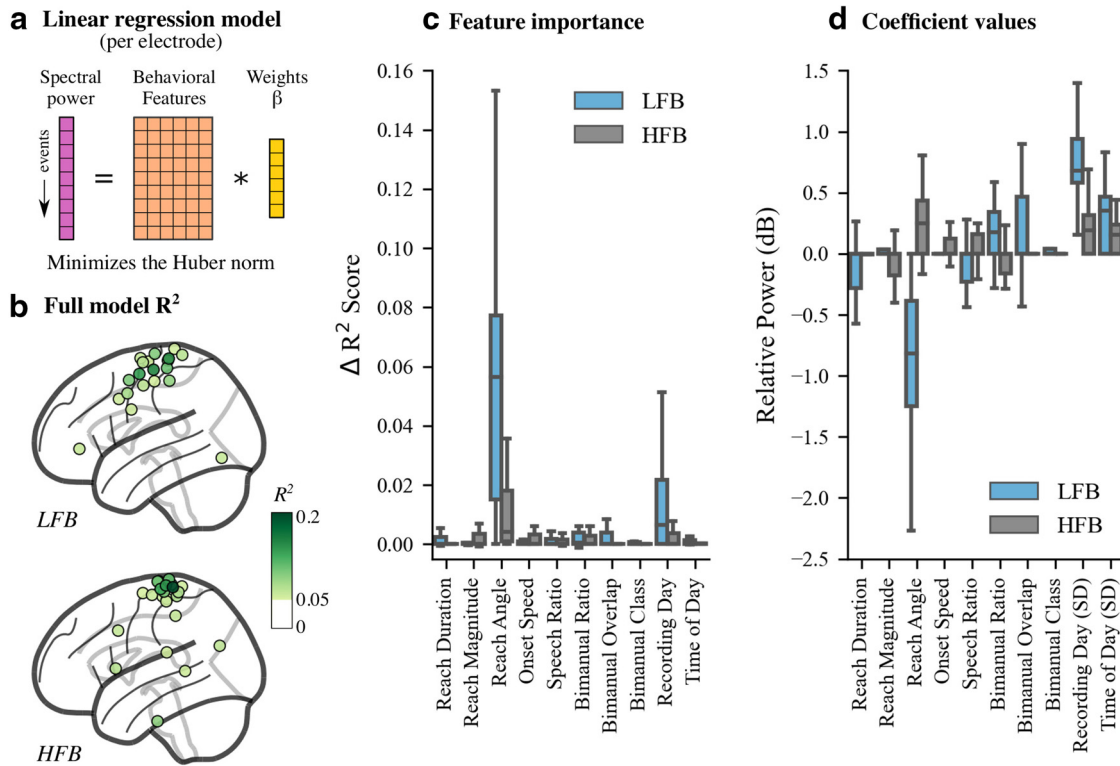 a Linear regression model
(per electrode)
Spectral power
Behavioral Features
Weights β
events
=
*
Minimizes the Huber norm
b Full model R²
LFB
R²
0.2
0.05
0
HFB
c Feature importance
0.16
0.14
0.12
0.10
0.08
0.06
0.04
0.02
0.00
Δ R² Score
LFB
HFB
Reach Duration
Reach Magnitude
Reach Angle
Onset Speed
Speech Ratio
Bimanual Ratio
Bimanual Overlap
Bimanual Class
Recording Day
Time of Day
d Coefficient values
1.5
1.0
0.5
0.0
−0.5
−1.0
−1.5
−2.0
−2.5
Relative Power (dB)
LFB
HFB
Reach Duration
Reach Magnitude
Reach Angle
Onset Speed
Speech Ratio
Bimanual Ratio
Bimanual Overlap
Bimanual Class
Recording Day (SD)
Time of Day (SD)